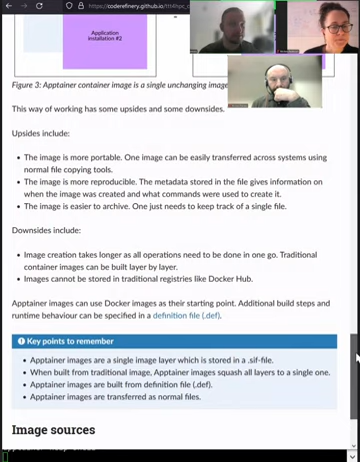 https://coderefinery.github.io/ttt4hpc_c
Application
installation #2
Figure 3: Apptainer container image is a single unchanging image
This way of working has some upsides and some downsides.
Upsides include:
The image is more portable. One image can be easily transferred across systems using
normal file copying tools.
The image is more reproducible. The metadata stored in the file gives information on
when the image was created and what commands were used to create it.
The image is easier to archive. One just needs to keep track of a single file.
Downsides include:
Image creation takes longer as all operations need to be done in one go. Traditional
container images can be built layer by layer.
Images cannot be stored in traditional registries like Docker Hub.
Apptainer images can use Docker images as their starting point. Additional build steps and
runtime behaviour can be specified in a definition file (.def).
Key points to remember
Apptainer images are a single image layer which is stored in a .sif-file.
When built from traditional image, Apptainer images squash all layers to a single one.
Apptainer images are built from definition file (.def).
Apptainer images are transferred as normal files.
Image sources